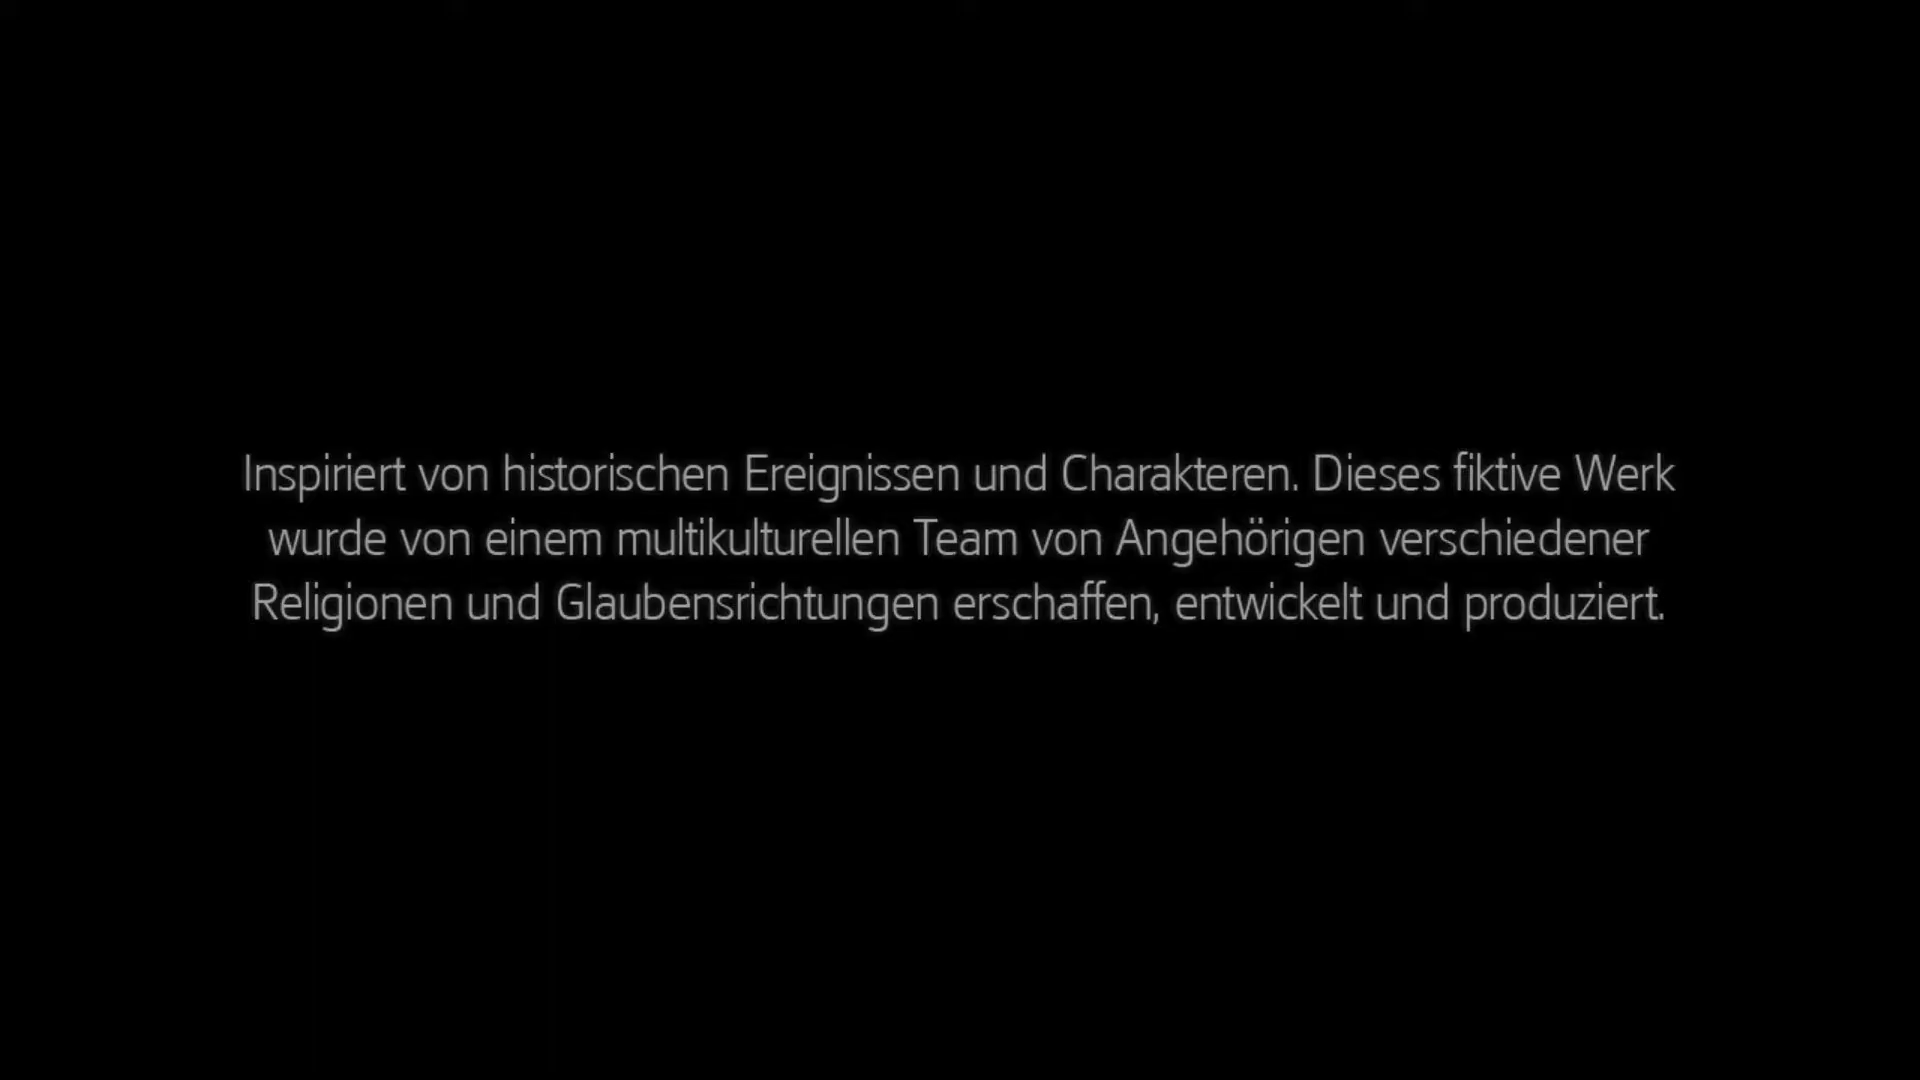 Inspiriert von historischen Ereignissen und Charakteren. Dieses fiktive Werk
wurde von einem multikulturellen Team von Angehörigen verschiedener
Religionen und Glaubensrichtungen erschaffen, entwickelt und produziert.